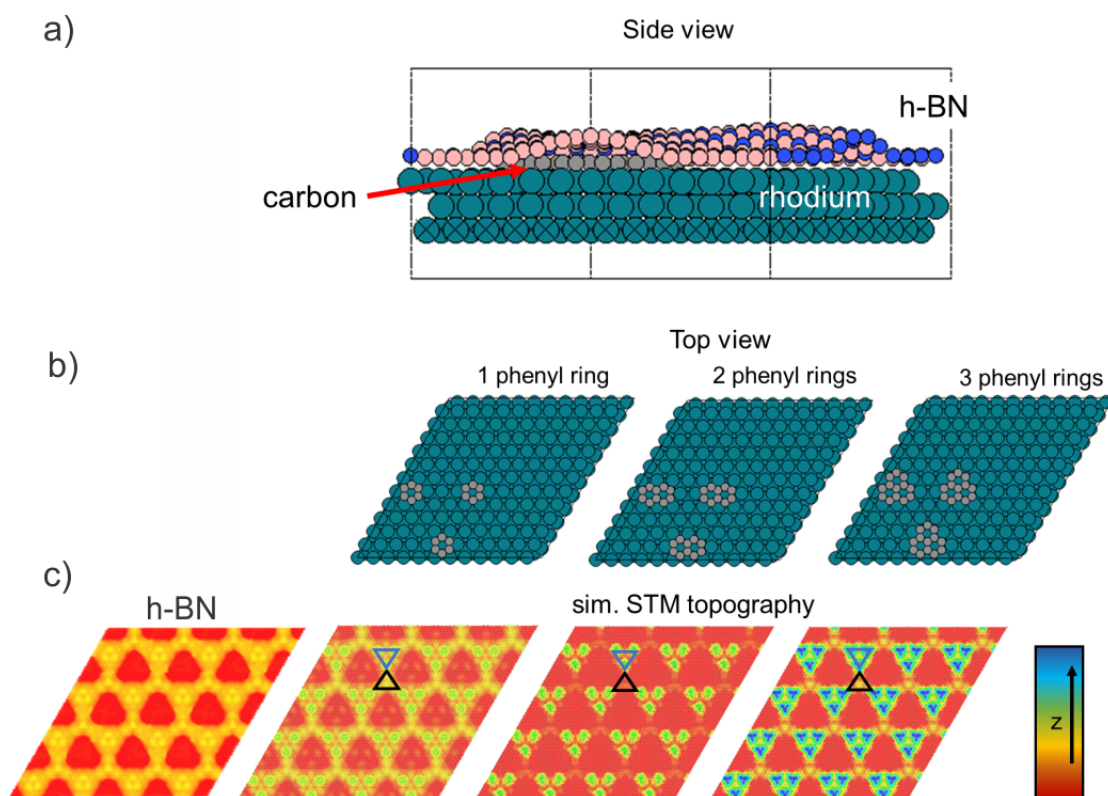 a)
Side view
h-BN
carbon
rhodium
b)
Top view
1 phenyl ring
2 phenyl rings
3 phenyl rings
c)
h-BN
sim. STM topography
z